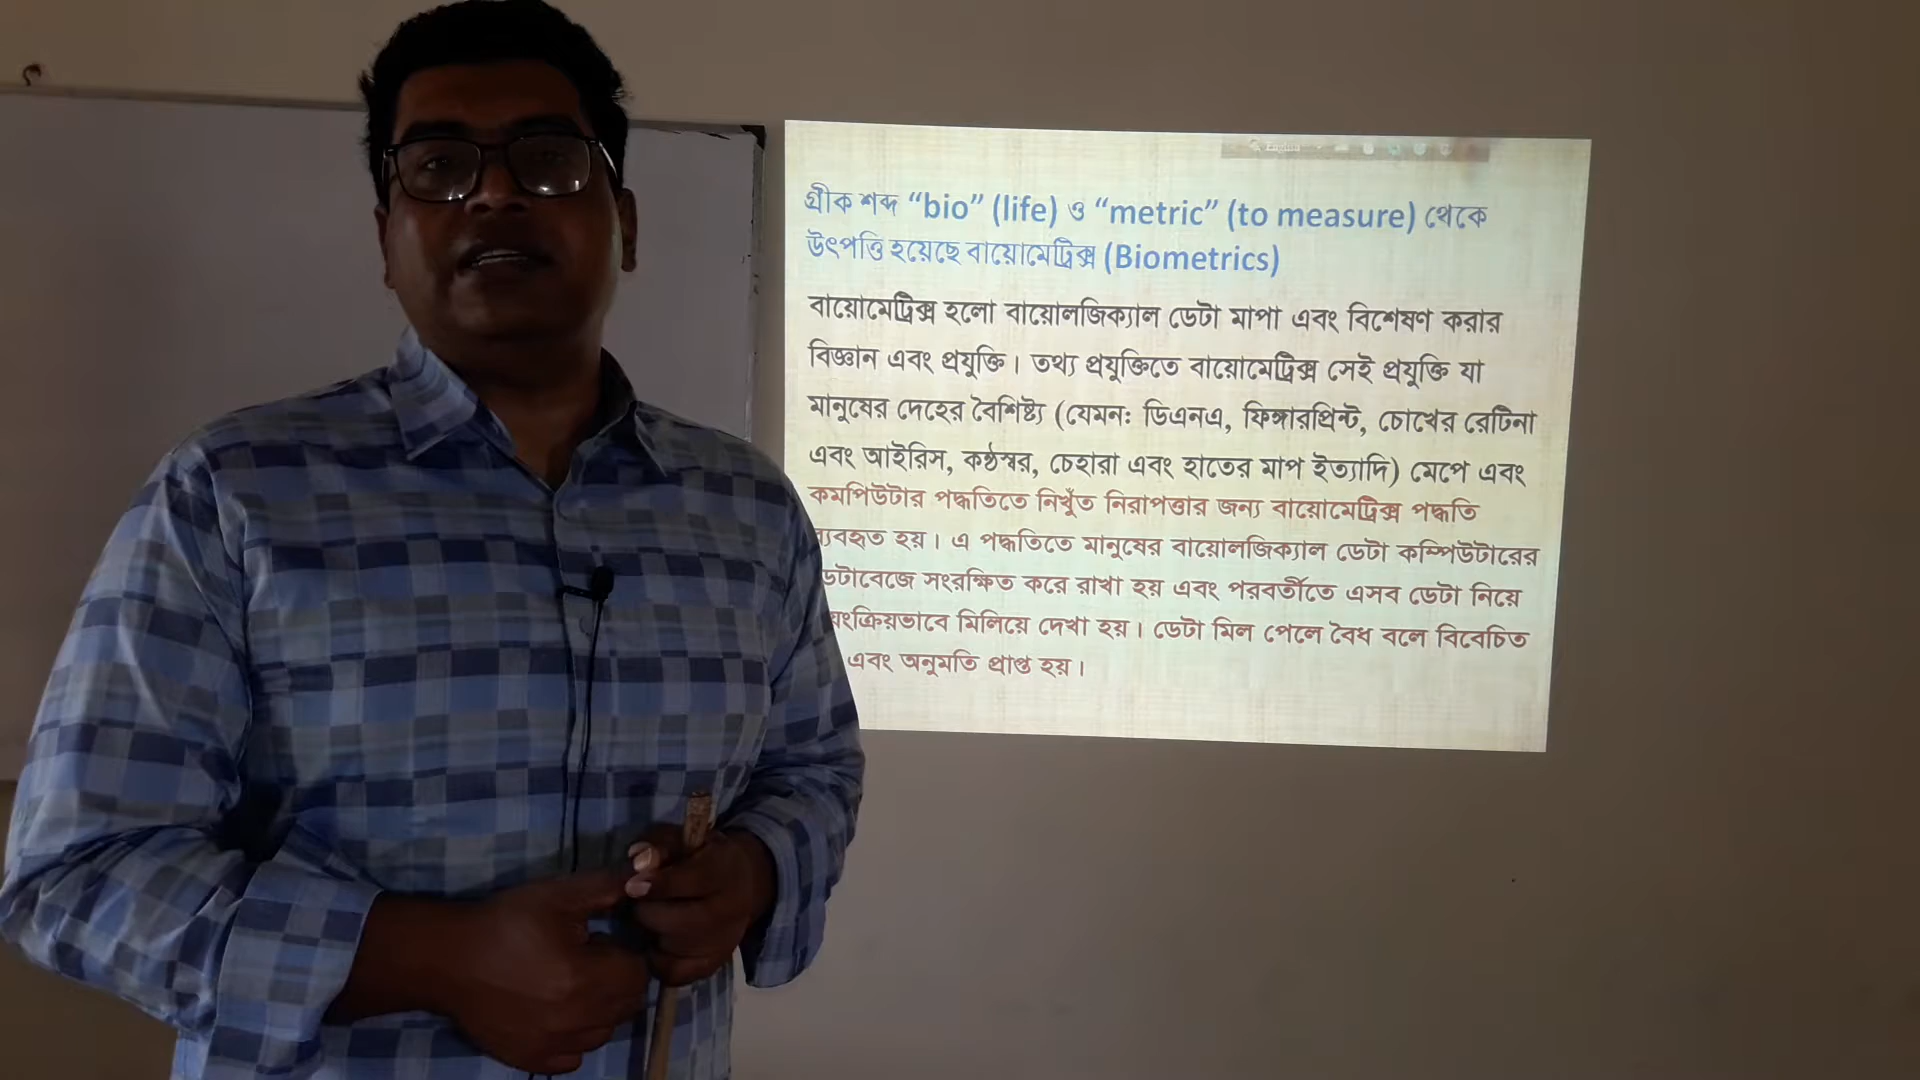 English
গ্রীক শব্দ “bio” (life) ও “metric” (to measure) থেকে
উৎপত্তি হয়েছে বায়োমেট্রিক্স (Biometrics)
বায়োমেট্রিক্স হলো বায়োলজিক্যাল ডেটা মাপা এবং বিশেষণ করার
বিজ্ঞান এবং প্রযুক্তি। তথ্য প্রযুক্তিতে বায়োমেট্রিক্স সেই প্রযুক্তি যা
মানুষের দেহের বৈশিষ্ট্য (যেমনঃ ডিএনএ, ফিঙ্গারপ্রিন্ট, চোখের রেটিনা
এবং আইরিস, কণ্ঠস্বর, চেহারা এবং হাতের মাপ ইত্যাদি) মেপে এবং
কমপিউটার পদ্ধতিতে নিখুঁত নিরাপত্তার জন্য বায়োমেট্রিক্স পদ্ধতি
ব্যবহৃত হয়। এ পদ্ধতিতে মানুষের বায়োলজিক্যাল ডেটা কম্পিউটারের
ডেটাবেজে সংরক্ষিত করে রাখা হয় এবং পরবর্তীতে এসব ডেটা নিয়ে
মিলিয়ে দেখা হয়। ডেটা মিল পেলে বৈধ বলে বিবেচিত
এবং অনুমতি প্রাপ্ত হয়।